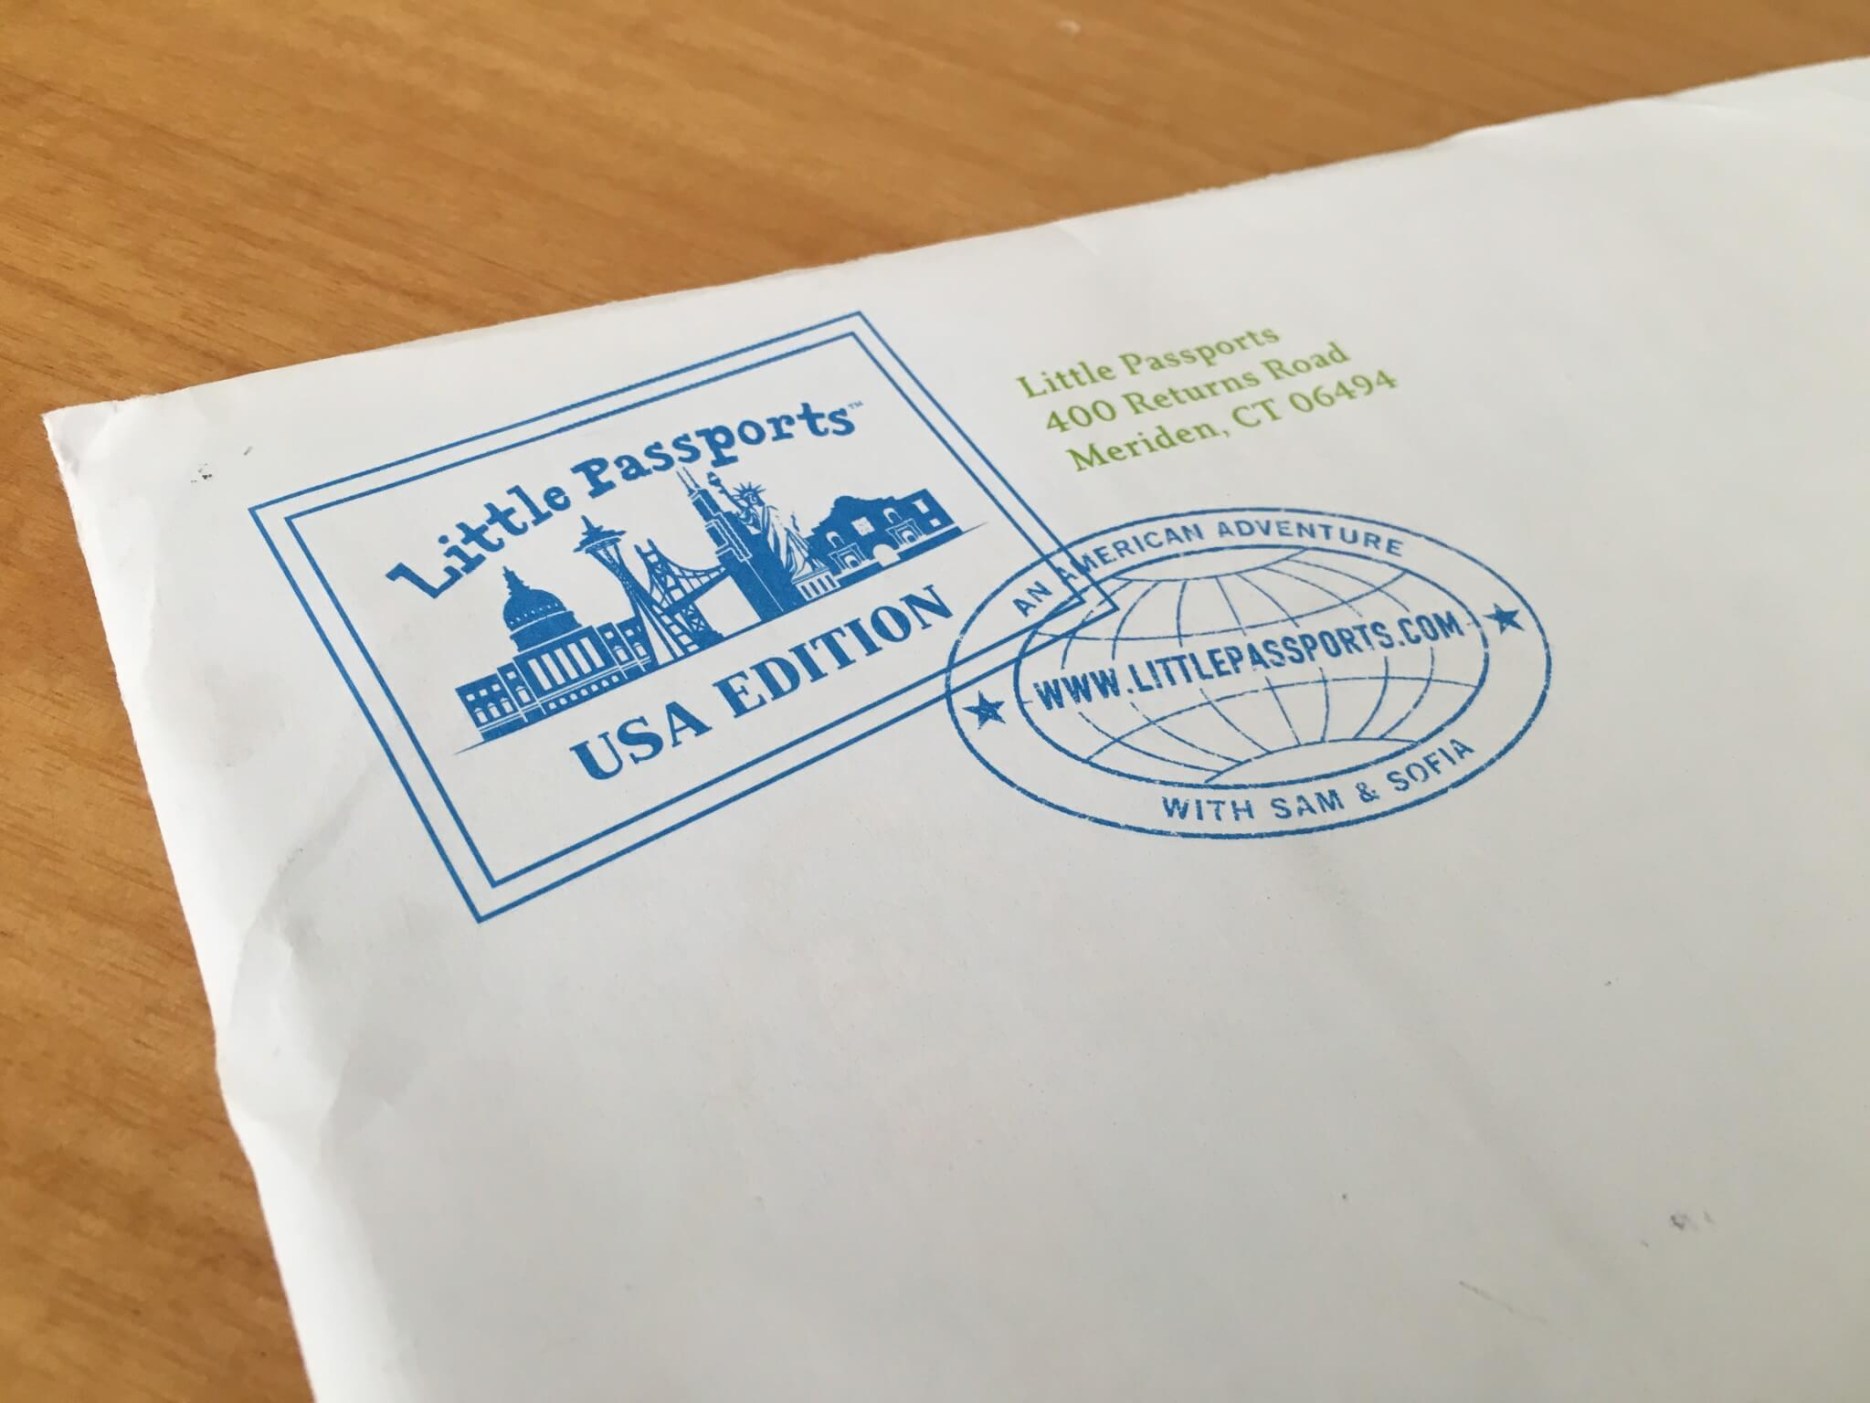 Little Passports™
USA EDITION
Little Passports
400 Returns Road
Meriden, CT 06494
AN AMERICAN ADVENTURE
WWW.LITTLEPASSPORTS.COM
WITH SAM & SOFIA